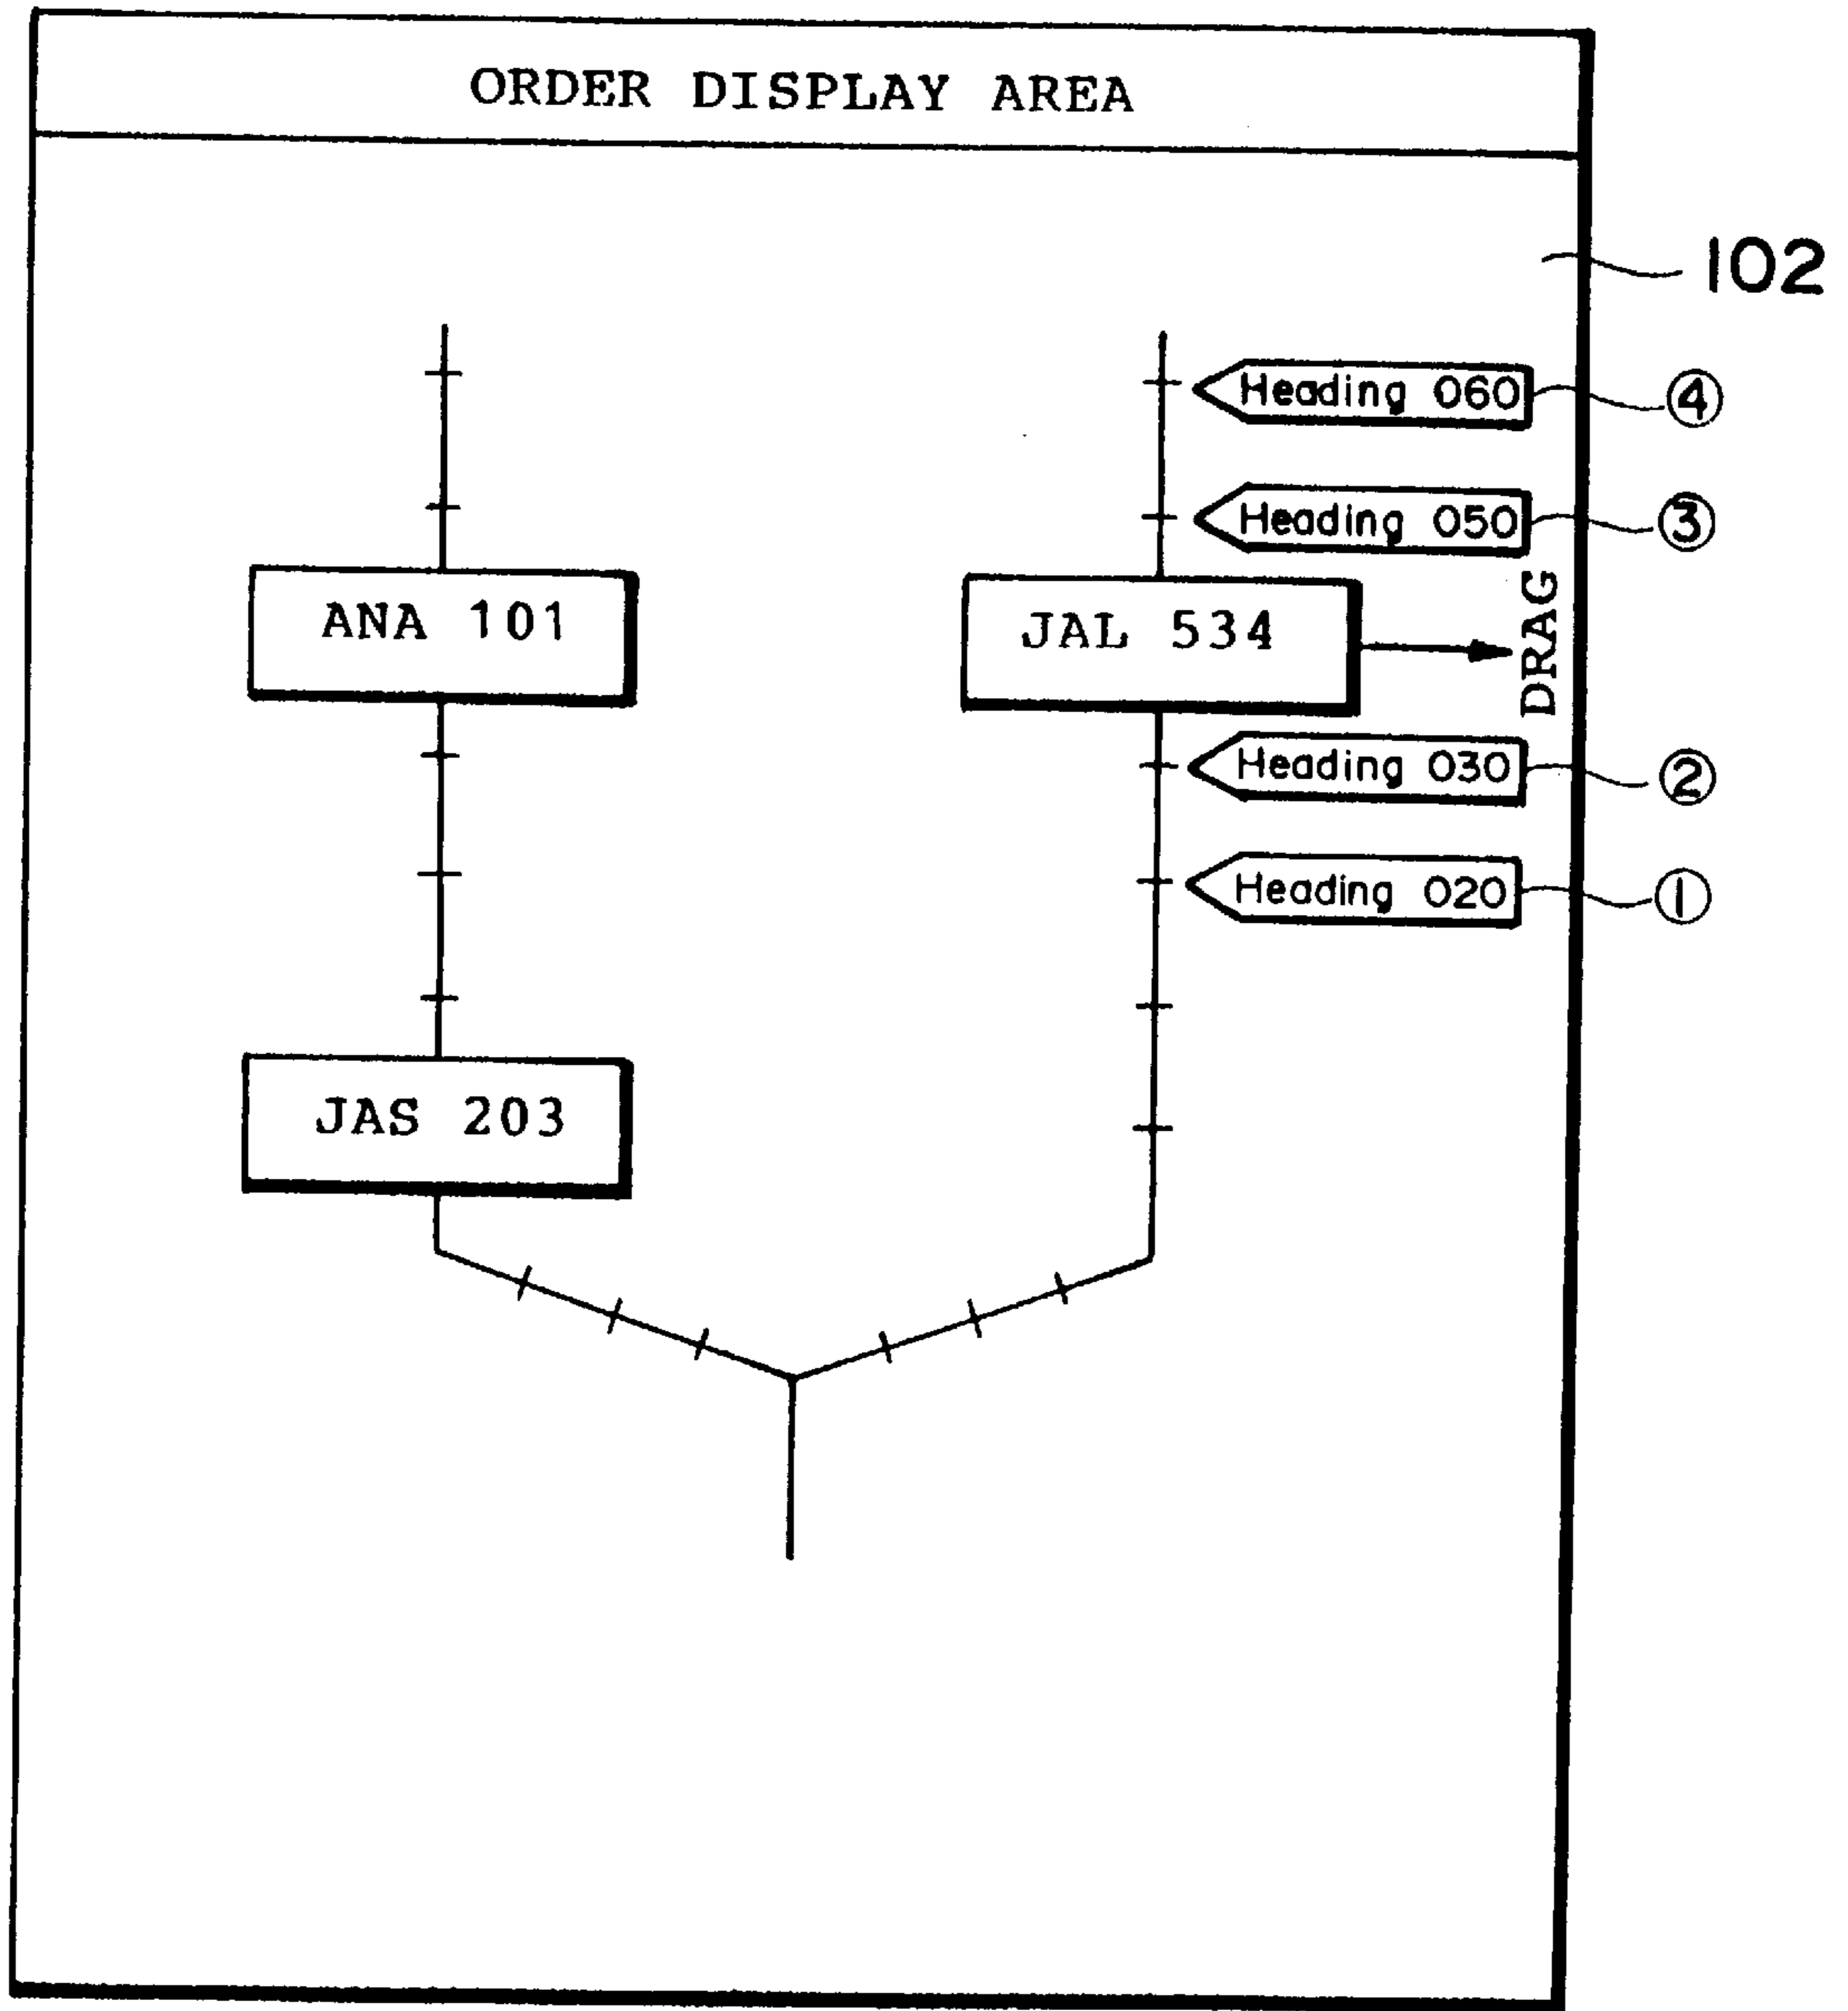 ORDER DISPLAY AREA
102
Heading 060 ④
Heading 050 ③
ANA 101
JAL 534
DRAG
Heading 030 ②
Heading 020 ①
JAS 203